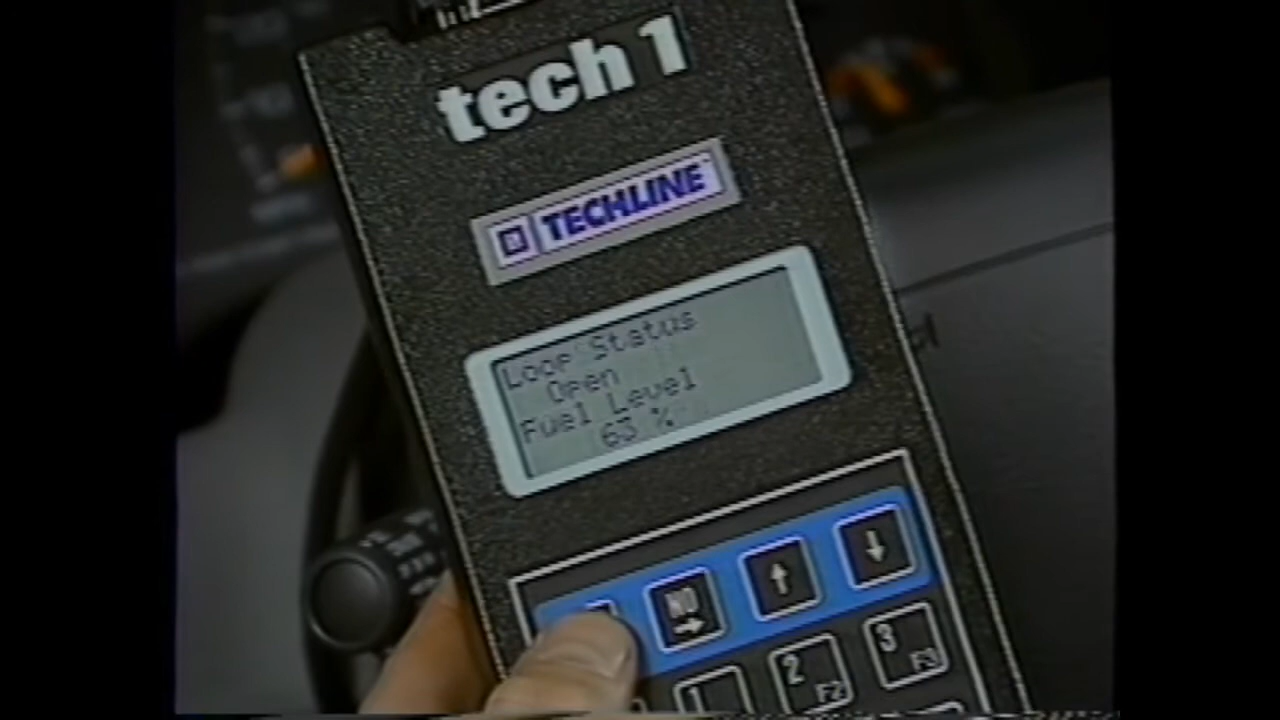 tech 1
TECHLINE
Loop Status
Open
Fuel Level
63 %
NO
1
2
F2
3
F3